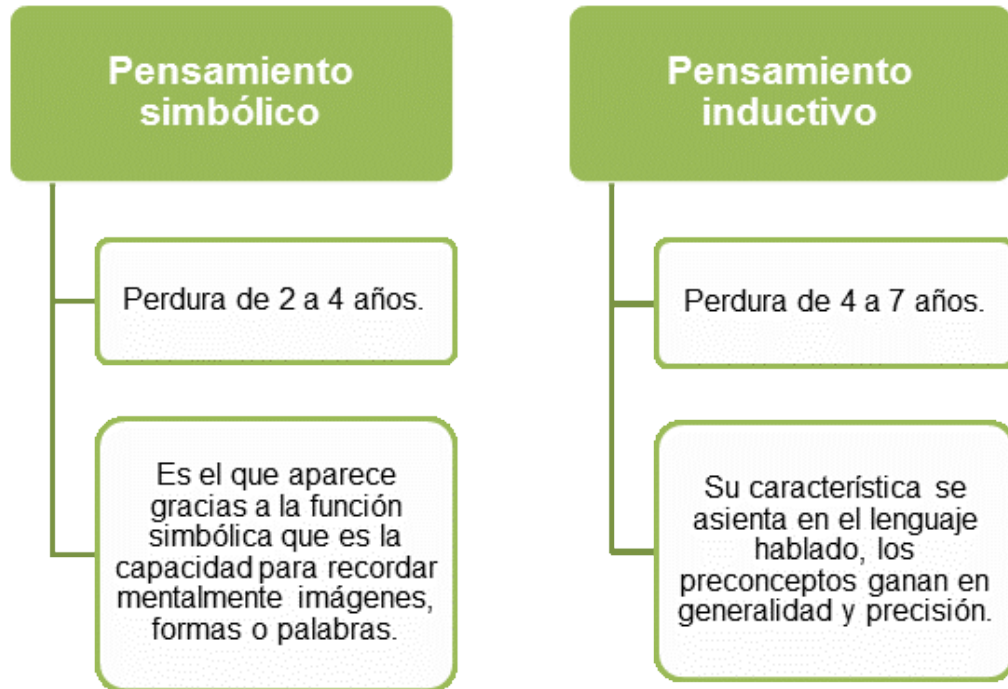 Pensamiento
simbólico
Perdura de 2 a 4 años.
Es el que aparece
gracias a la función
simbólica que es la
capacidad para recordar
mentalmente imágenes,
formas o palabras.
Pensamiento
inductivo
Perdura de 4 a 7 años.
Su característica se
asienta en el lenguaje
hablado, los
preconceptos ganan en
generalidad y precisión.